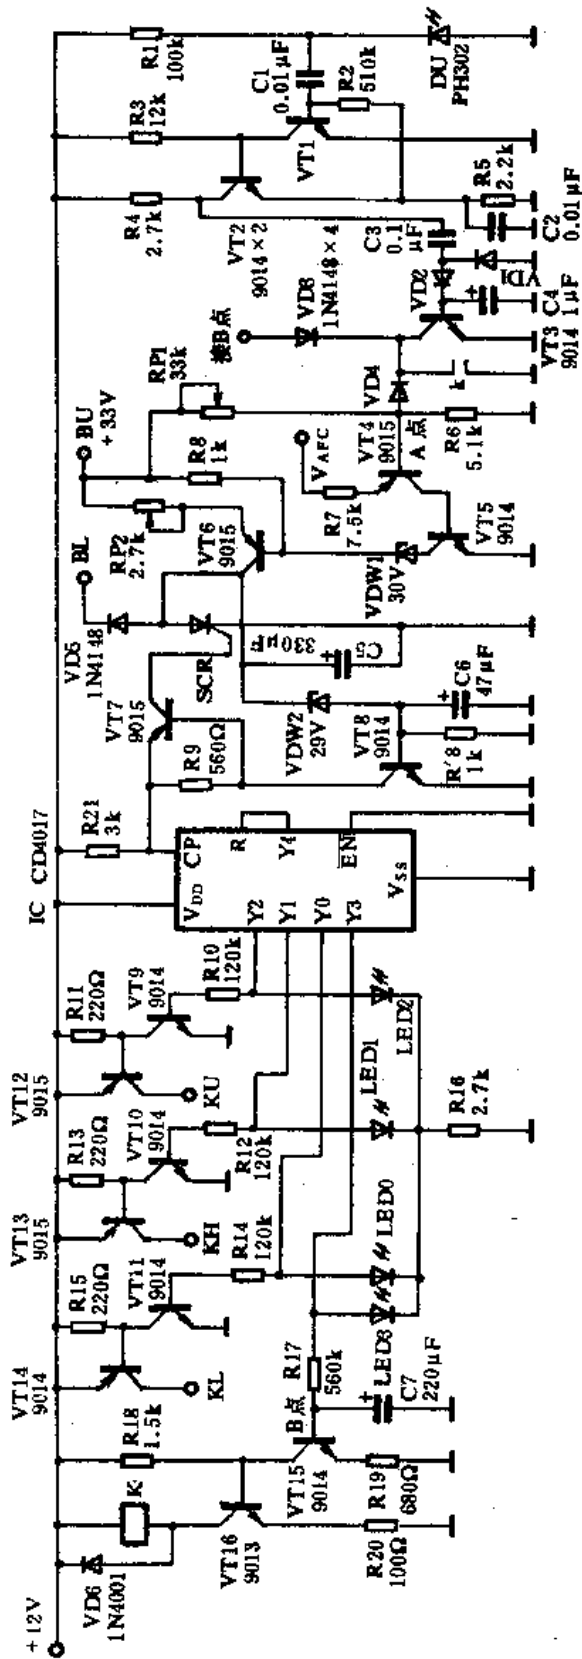 +12V
VD6
1N4001
K
VT16
9013
R20
100Ω
R18
1.5k
VT15
9014
B点
R19
680Ω
R17
560k
C7
220μF
+
VT14
9014
KL
R15
220Ω
VT11
9014
R14
120k
LED3
LED0
VT13
9015
KH
R13
220Ω
VT10
9014
R12
120k
LED1
VT12
9015
KU
R11
220Ω
VT9
9014
R10
120k
LED2
R16
2.7k
IC CD4017
VDD
CP
R
Y4
EN
VSS
Y2
Y1
Y0
Y3
R21
3k
R9
560Ω
VT7
9015
SCR
VD5
1N4148
BL
VDW2
29V
VT8
9014
R'8
1k
C6
47μF
+
330μF
C5
+
RP2
2.7k
BU
+33V
VT6
9015
R8
1k
RP1
33k
VDW1
30V
VT5
9014
R7
7.5k
VAFC
VT4
9015
A点
R6
5.1k
VD4
k
接B点
VD3
1N4148×4
VD2
VD1
VT3
9014
C4
1μF
+
C3
0.1
μF
R4
2.7k
VT2
9014×2
R3
12k
VT1
C2
0.01μF
R5
2.2k
R1
100k
C1
0.01μF
R2
510k
DU
PH302